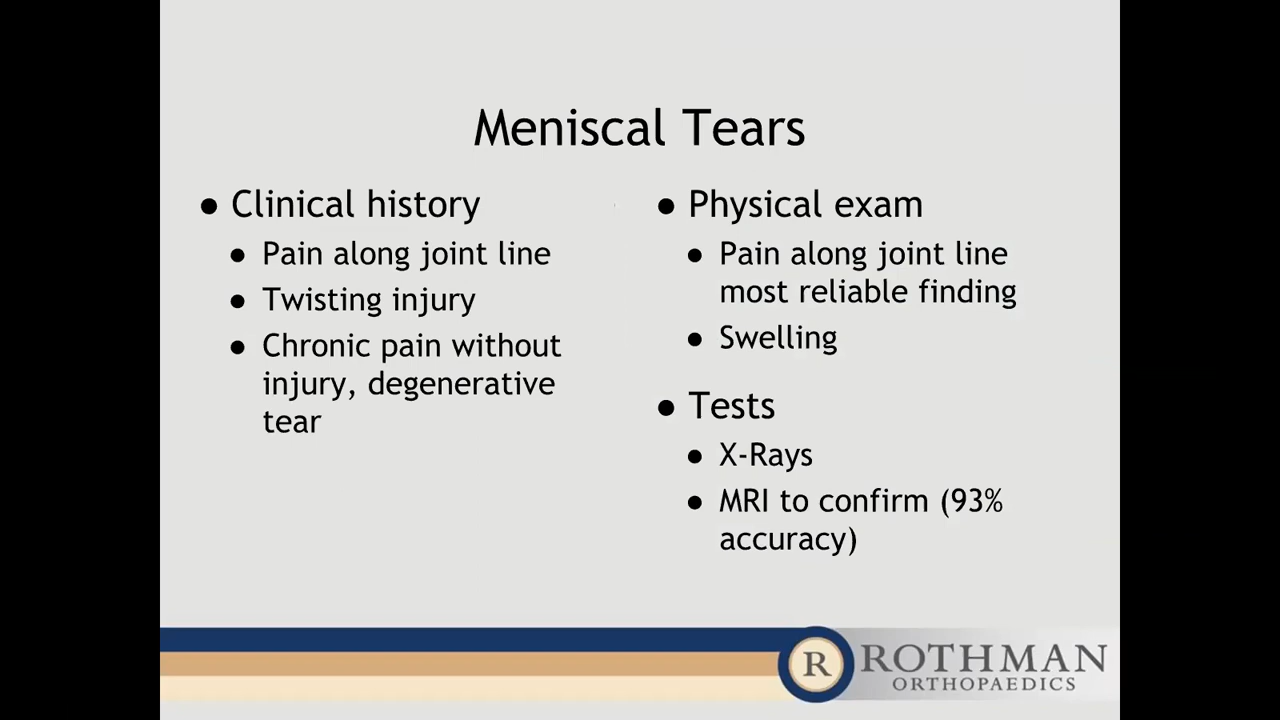 Meniscal Tears
● Clinical history
● Pain along joint line
● Twisting injury
● Chronic pain without
injury, degenerative
tear
● Physical exam
● Pain along joint line
most reliable finding
● Swelling
● Tests
● X-Rays
● MRI to confirm (93%
accuracy)
R
ROTHMAN
ORTHOPAEDICS